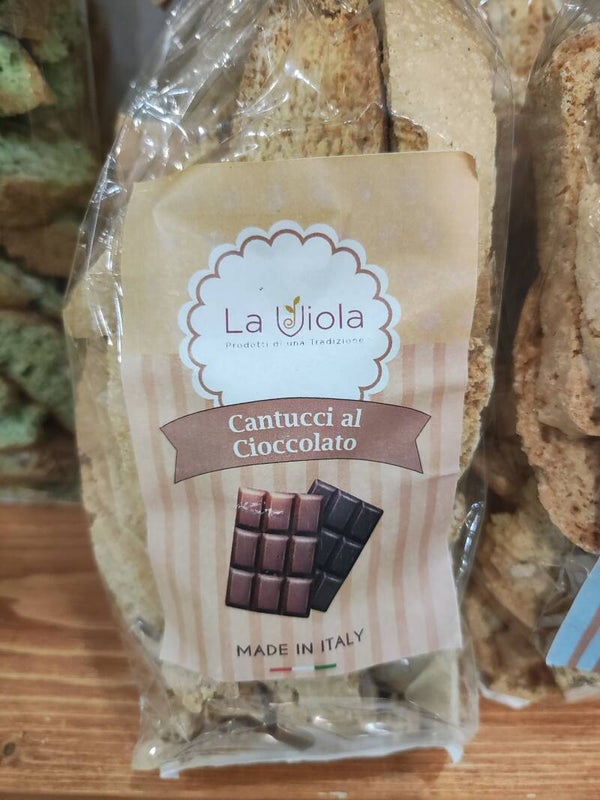 La Viola
Prodotti di una Tradizione
Cantucci al
Cioccolato
MADE IN ITALY